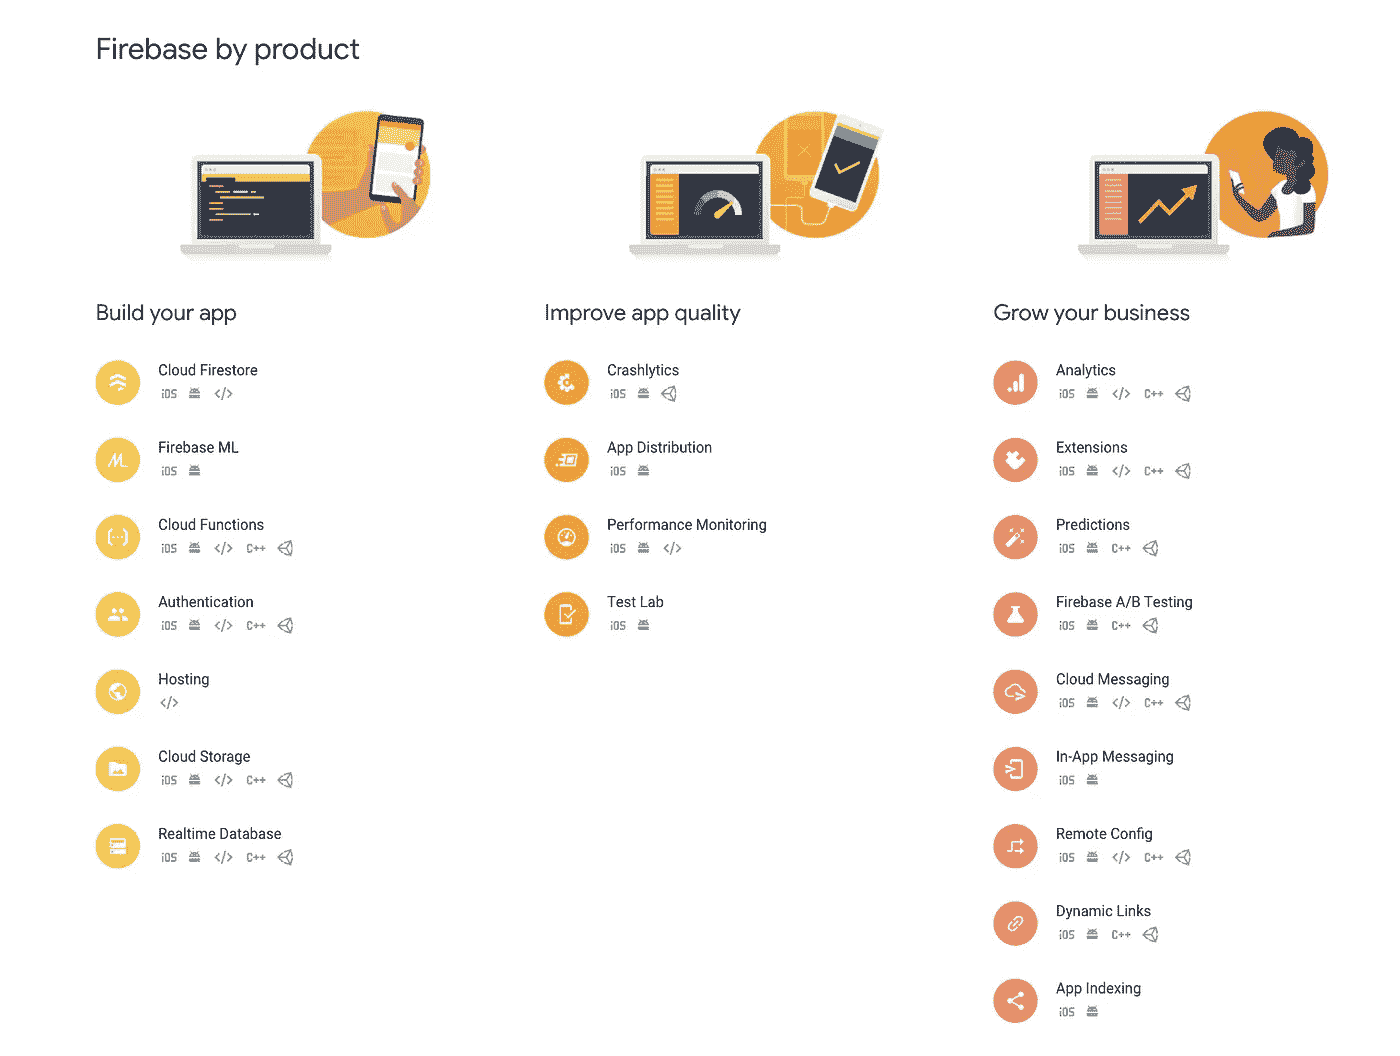 Firebase by product
Build your app
Cloud Firestore
iOS </>
Firebase ML
iOS
Cloud Functions
iOS </> C++
Authentication
iOS </> C++
Hosting
</>
Cloud Storage
iOS </> C++
Realtime Database
iOS </> C++
Improve app quality
Crashlytics
iOS
App Distribution
iOS
Performance Monitoring
iOS </>
Test Lab
iOS
Grow your business
Analytics
iOS </> C++
Extensions
iOS </> C++
Predictions
iOS C++
Firebase A/B Testing
iOS C++
Cloud Messaging
iOS </> C++
In-App Messaging
iOS
Remote Config
iOS </> C++
Dynamic Links
iOS C++
App Indexing
iOS